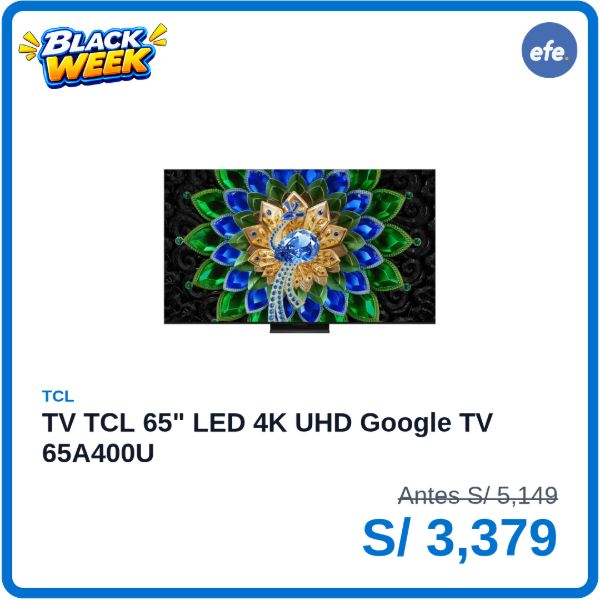 BLACK
WEEK
efe.
TCL
TV TCL 65" LED 4K UHD Google TV
65A400U
Antes S/ 5,149
S/ 3,379